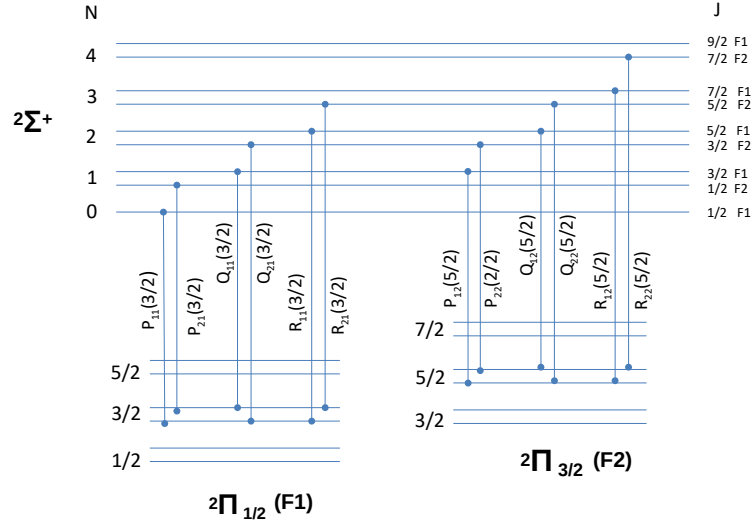 N
J
9/2 F1
4
7/2 F2
7/2 F1
3
5/2 F2
²Σ⁺
5/2 F1
2
3/2 F2
3/2 F1
1
1/2 F2
0
1/2 F1
P₁₁(3/2)
P₂₁(3/2)
Q₁₁(3/2)
Q₂₁(3/2)
R₁₁(3/2)
R₂₁(3/2)
P₁₂(5/2)
P₂₂(2/2)
Q₁₂(5/2)
Q₂₂(5/2)
R₁₂(5/2)
R₂₂(5/2)
5/2
3/2
1/2
7/2
5/2
3/2
²Π ₁/₂ (F1)
²Π ₃/₂ (F2)